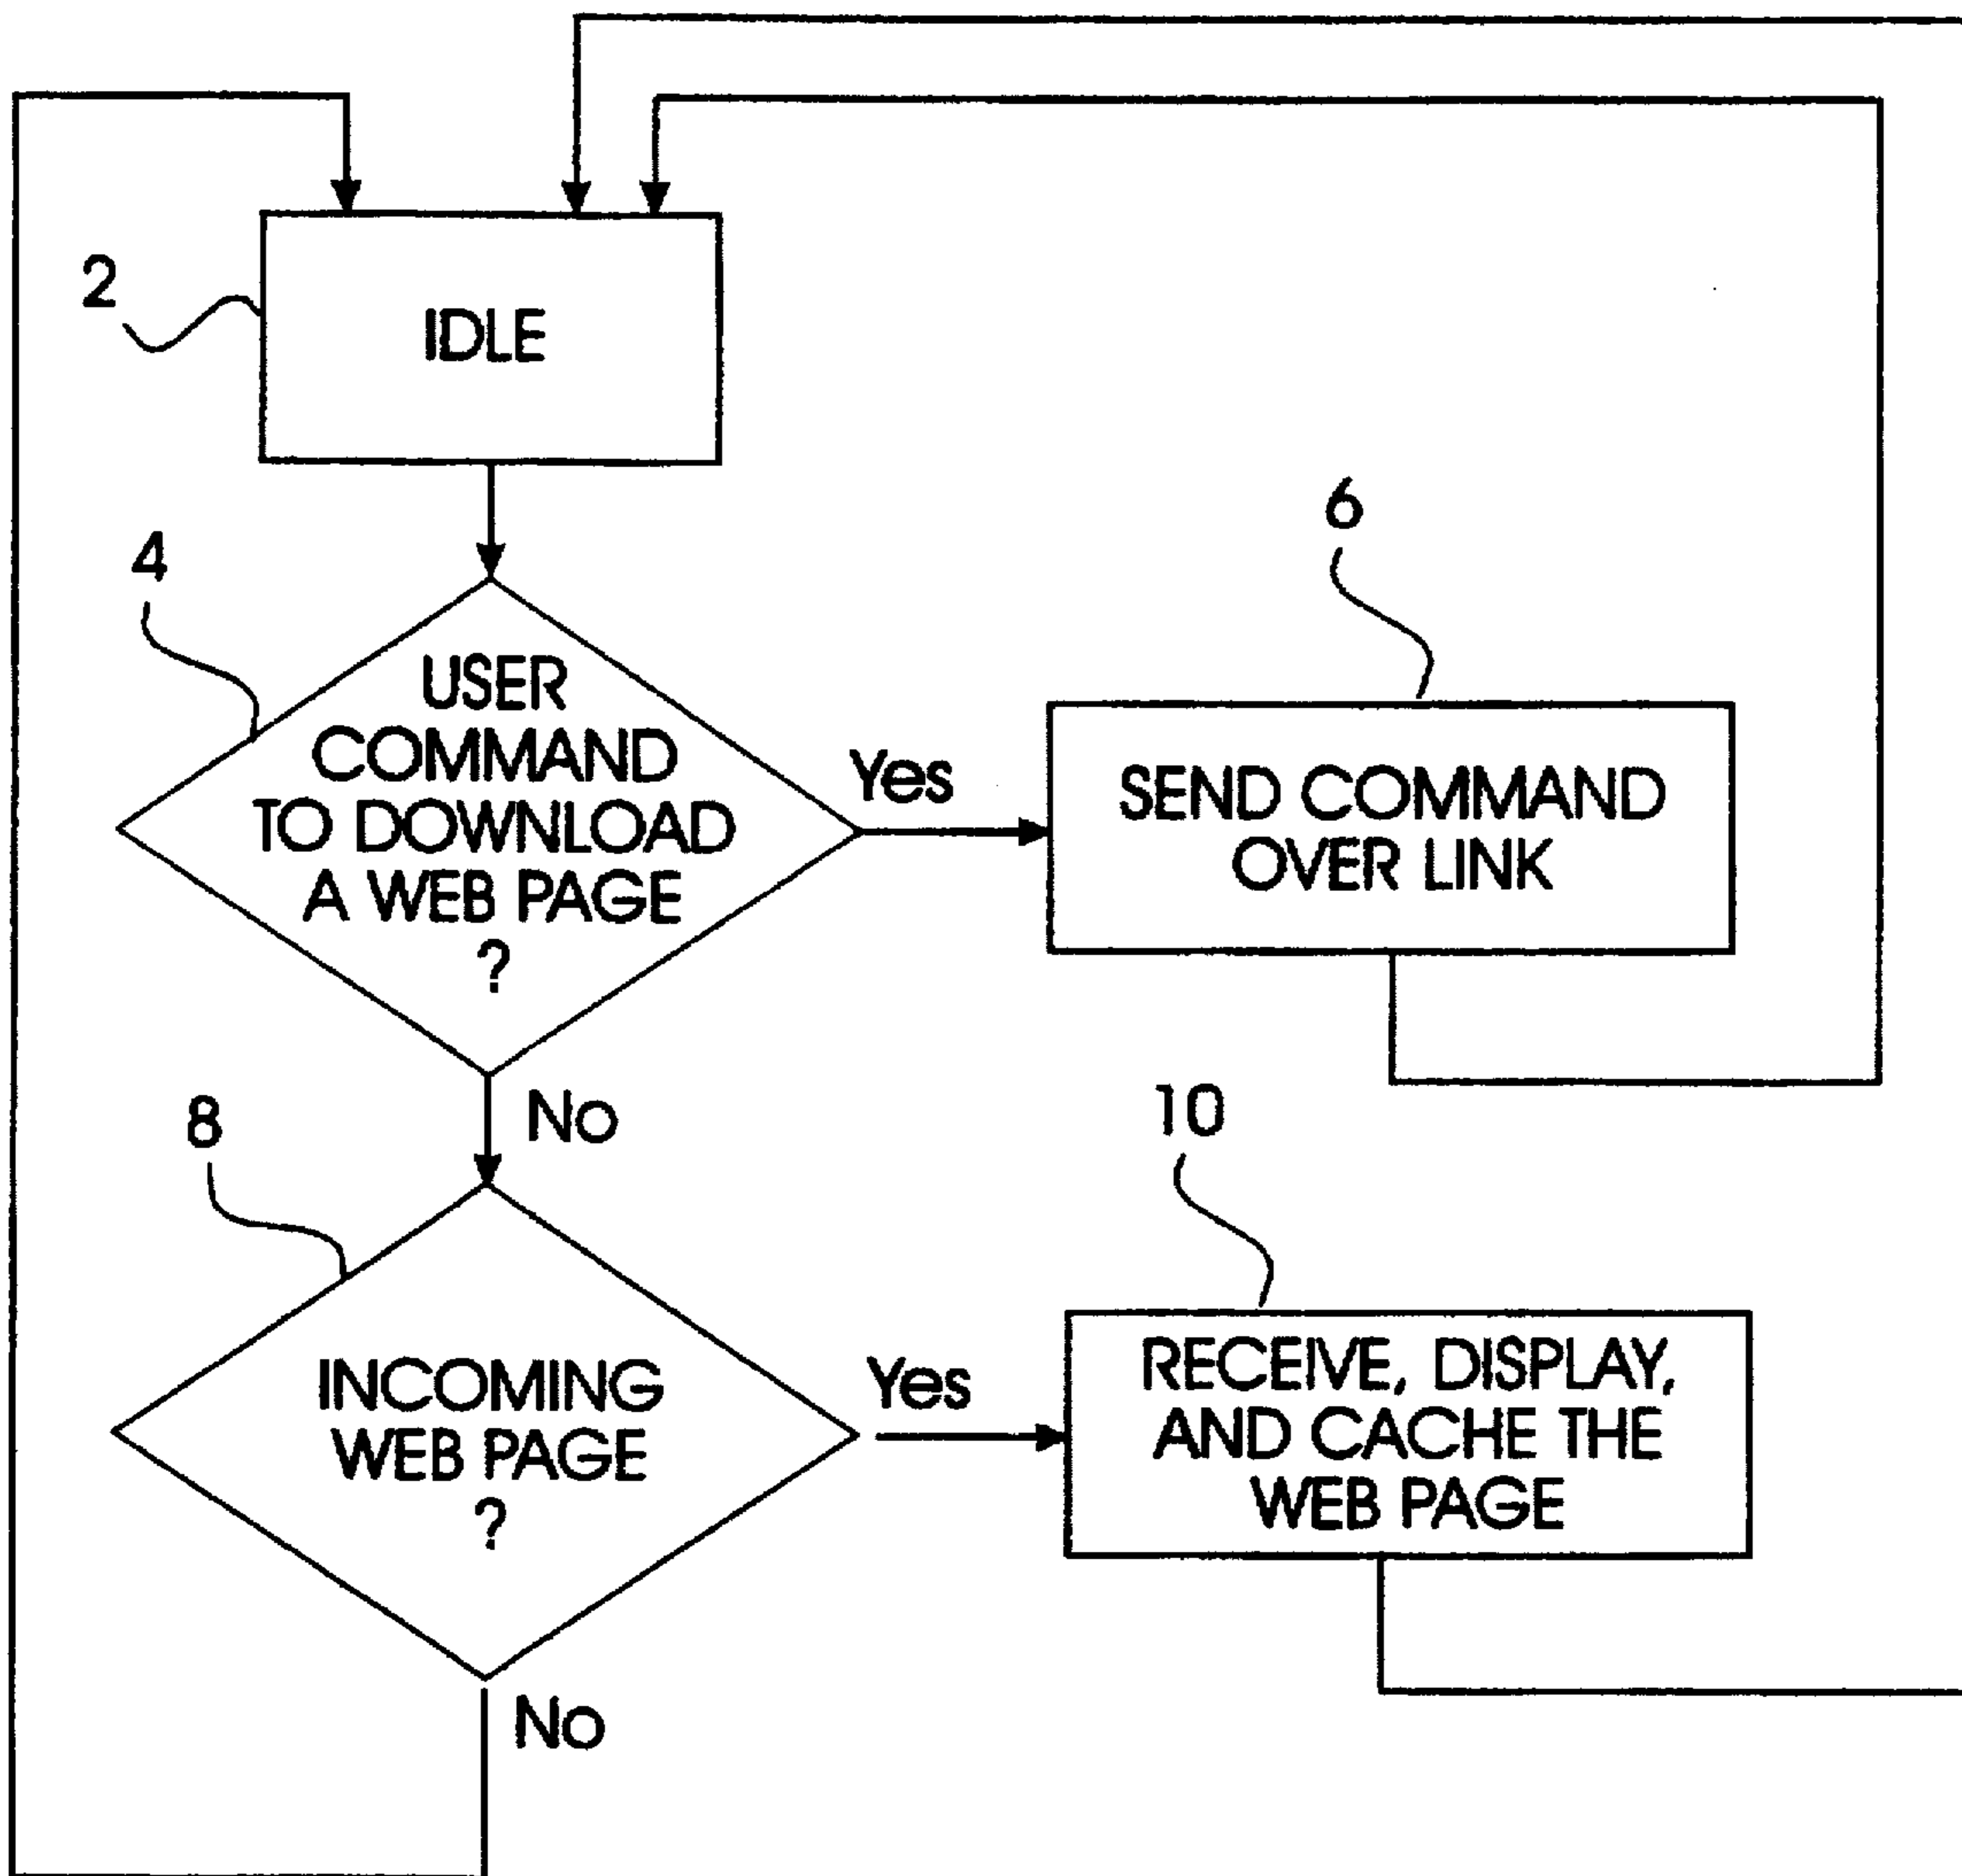 2
IDLE
4
USER
COMMAND
TO DOWNLOAD
A WEB PAGE
?
Yes
6
SEND COMMAND
OVER LINK
No
8
INCOMING
WEB PAGE
?
Yes
10
RECEIVE, DISPLAY,
AND CACHE THE
WEB PAGE
No